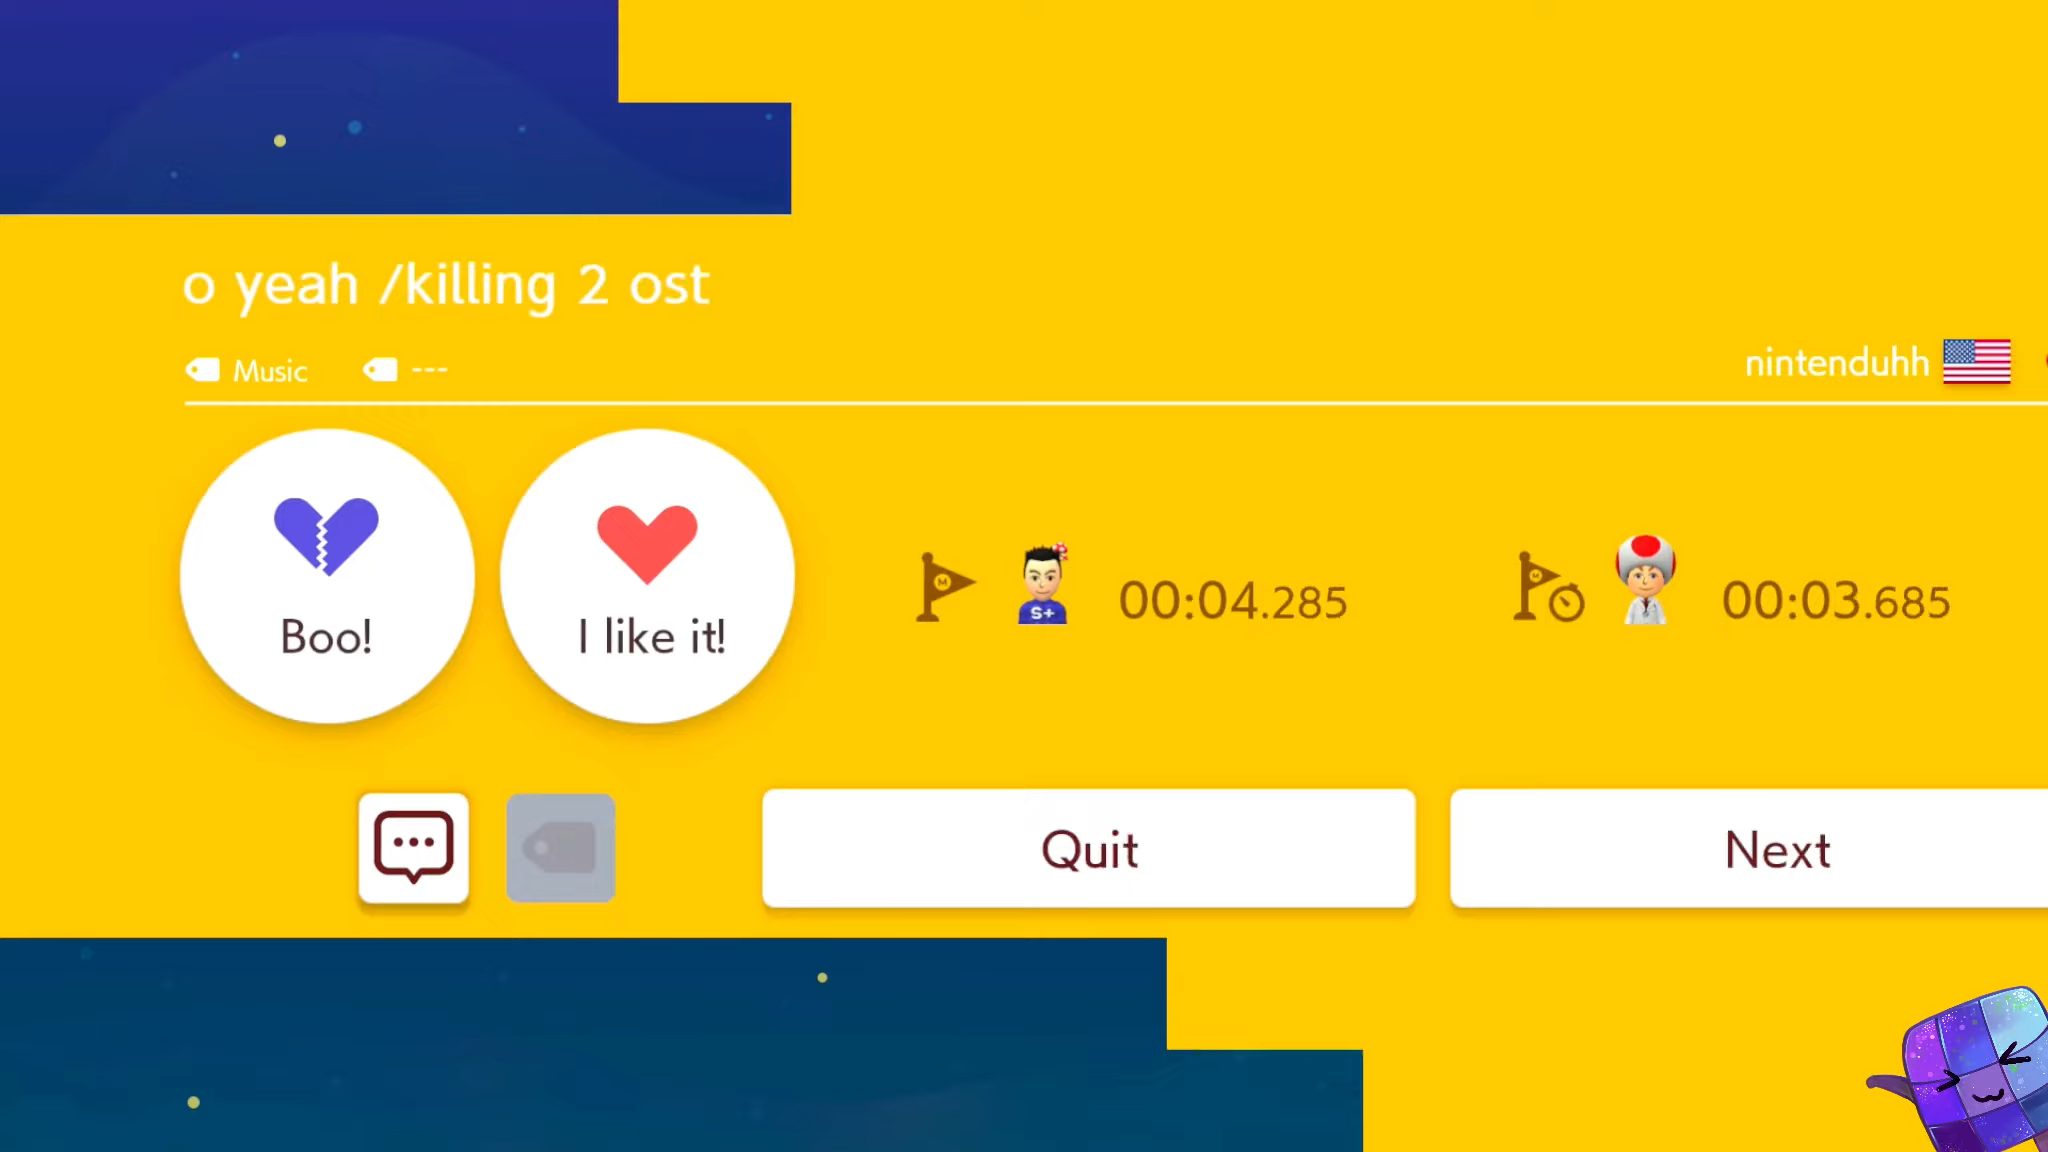 o yeah /killing 2 ost
Music ---
nintenduhh
Boo!
I like it!
M
S+
00:04.285
M
00:03.685
Quit
Next